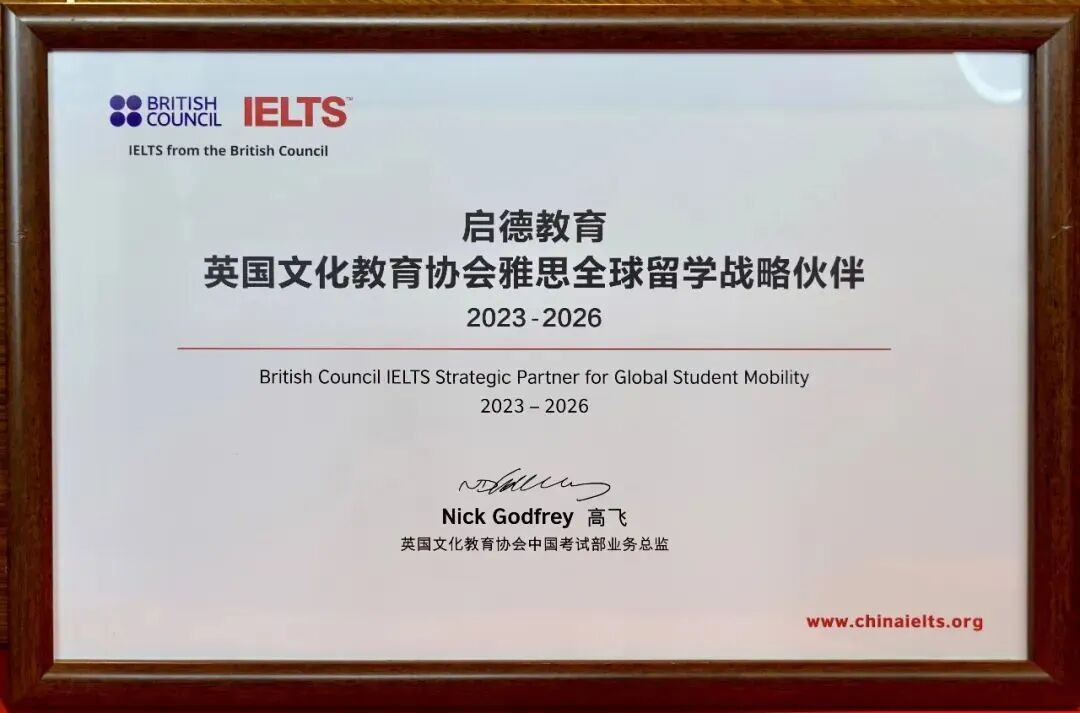 BRITISH
COUNCIL
IELTS™
IELTS from the British Council
启德教育
英国文化教育协会雅思全球留学战略伙伴
2023-2026
British Council IELTS Strategic Partner for Global Student Mobility
2023 – 2026
Nick Godfrey 高飞
英国文化教育协会中国考试部业务总监
www.chinaielts.org